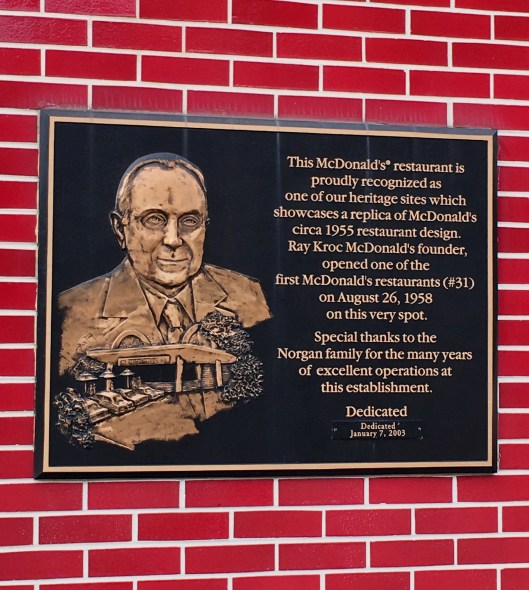 This McDonald's® restaurant is
proudly recognized as
one of our heritage sites which
showcases a replica of McDonald's
circa 1955 restaurant design.
Ray Kroc McDonald's founder,
opened one of the
first McDonald's restaurants (#31)
on August 26, 1958
on this very spot.
Special thanks to the
Norgan family for the many years
of excellent operations at
this establishment.
Dedicated
Dedicated
January 7, 2003